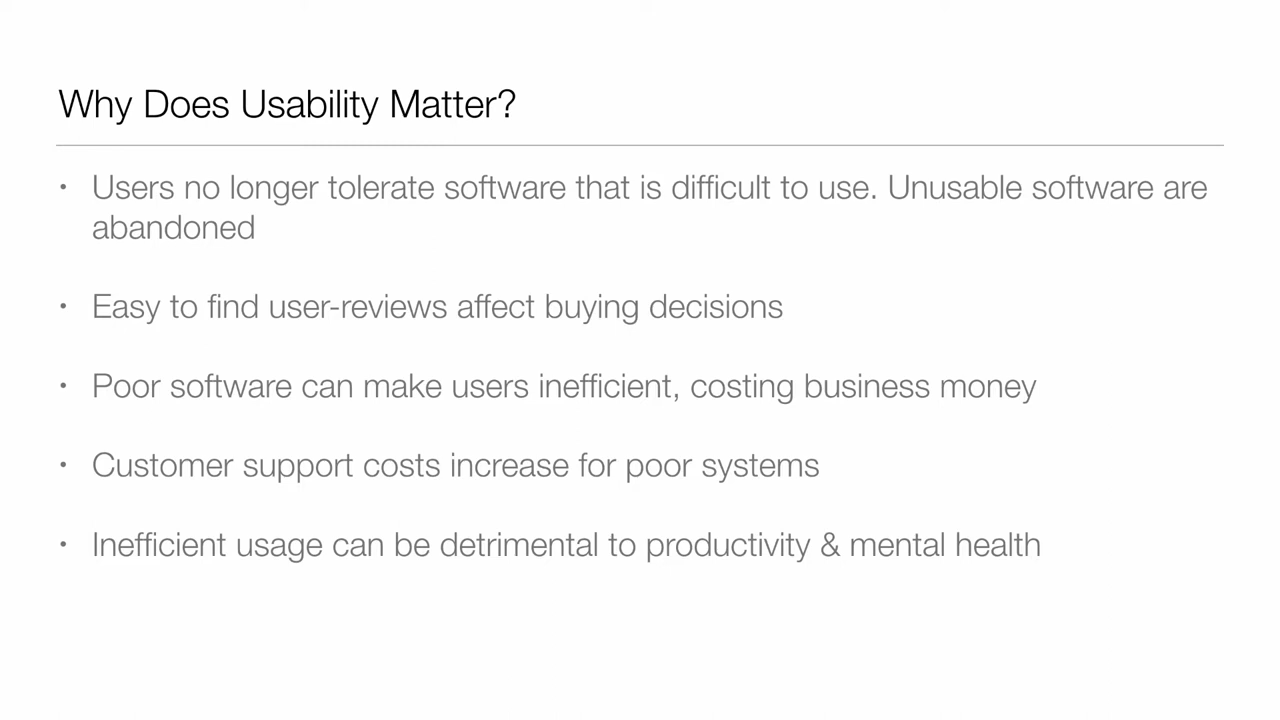 Why Does Usability Matter?
• Users no longer tolerate software that is difficult to use. Unusable software are
abandoned
• Easy to find user-reviews affect buying decisions
• Poor software can make users inefficient, costing business money
• Customer support costs increase for poor systems
• Inefficient usage can be detrimental to productivity & mental health